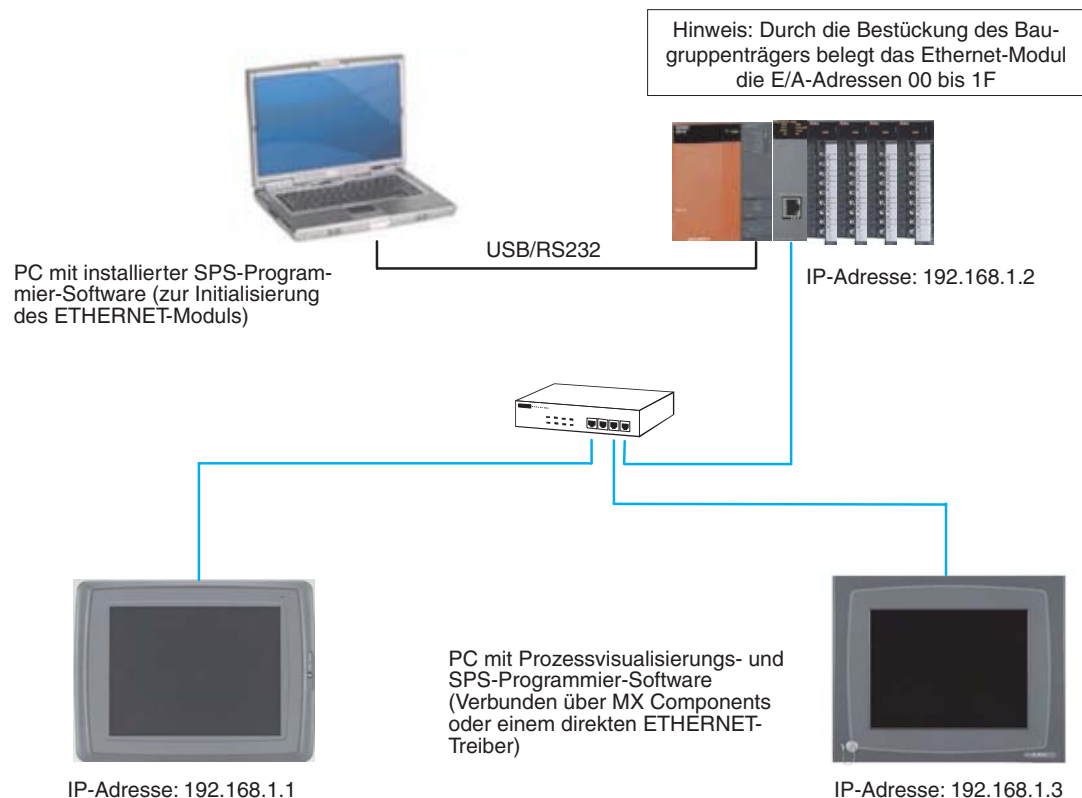 Hinweis: Durch die Bestückung des Bau-
gruppenträgers belegt das Ethernet-Modul
die E/A-Adressen 00 bis 1F
USB/RS232
PC mit installierter SPS-Program-
mier-Software (zur Initialisierung
des ETHERNET-Moduls)
IP-Adresse: 192.168.1.2
PC mit Prozessvisualisierungs- und
SPS-Programmier-Software
(Verbunden über MX Components
oder einem direkten ETHERNET-
Treiber)
IP-Adresse: 192.168.1.1
IP-Adresse: 192.168.1.3